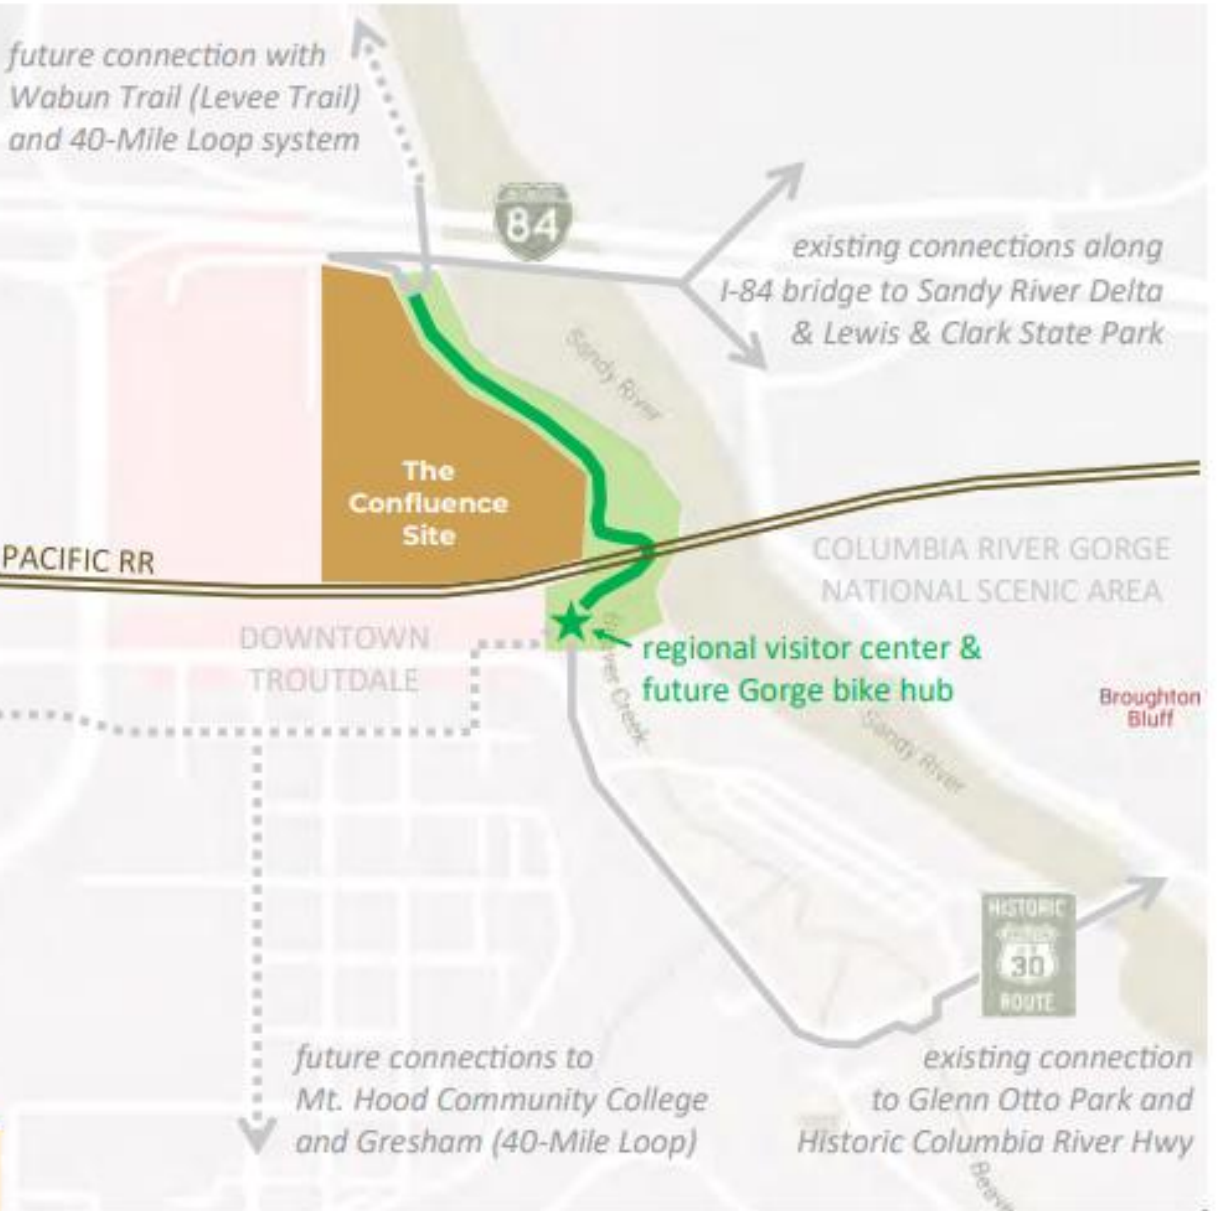 future connection with
Wabun Trail (Levee Trail)
and 40-Mile Loop system
84
existing connections along
I-84 bridge to Sandy River Delta
& Lewis & Clark State Park
Sandy River
The
Confluence
Site
PACIFIC RR
COLUMBIA RIVER GORGE
NATIONAL SCENIC AREA
DOWNTOWN
TROUTDALE
regional visitor center &
future Gorge bike hub
Creek
Broughton
Bluff
Sandy River
HISTORIC
30
ROUTE
future connections to
Mt. Hood Community College
and Gresham (40-Mile Loop)
existing connection
to Glenn Otto Park and
Historic Columbia River Hwy